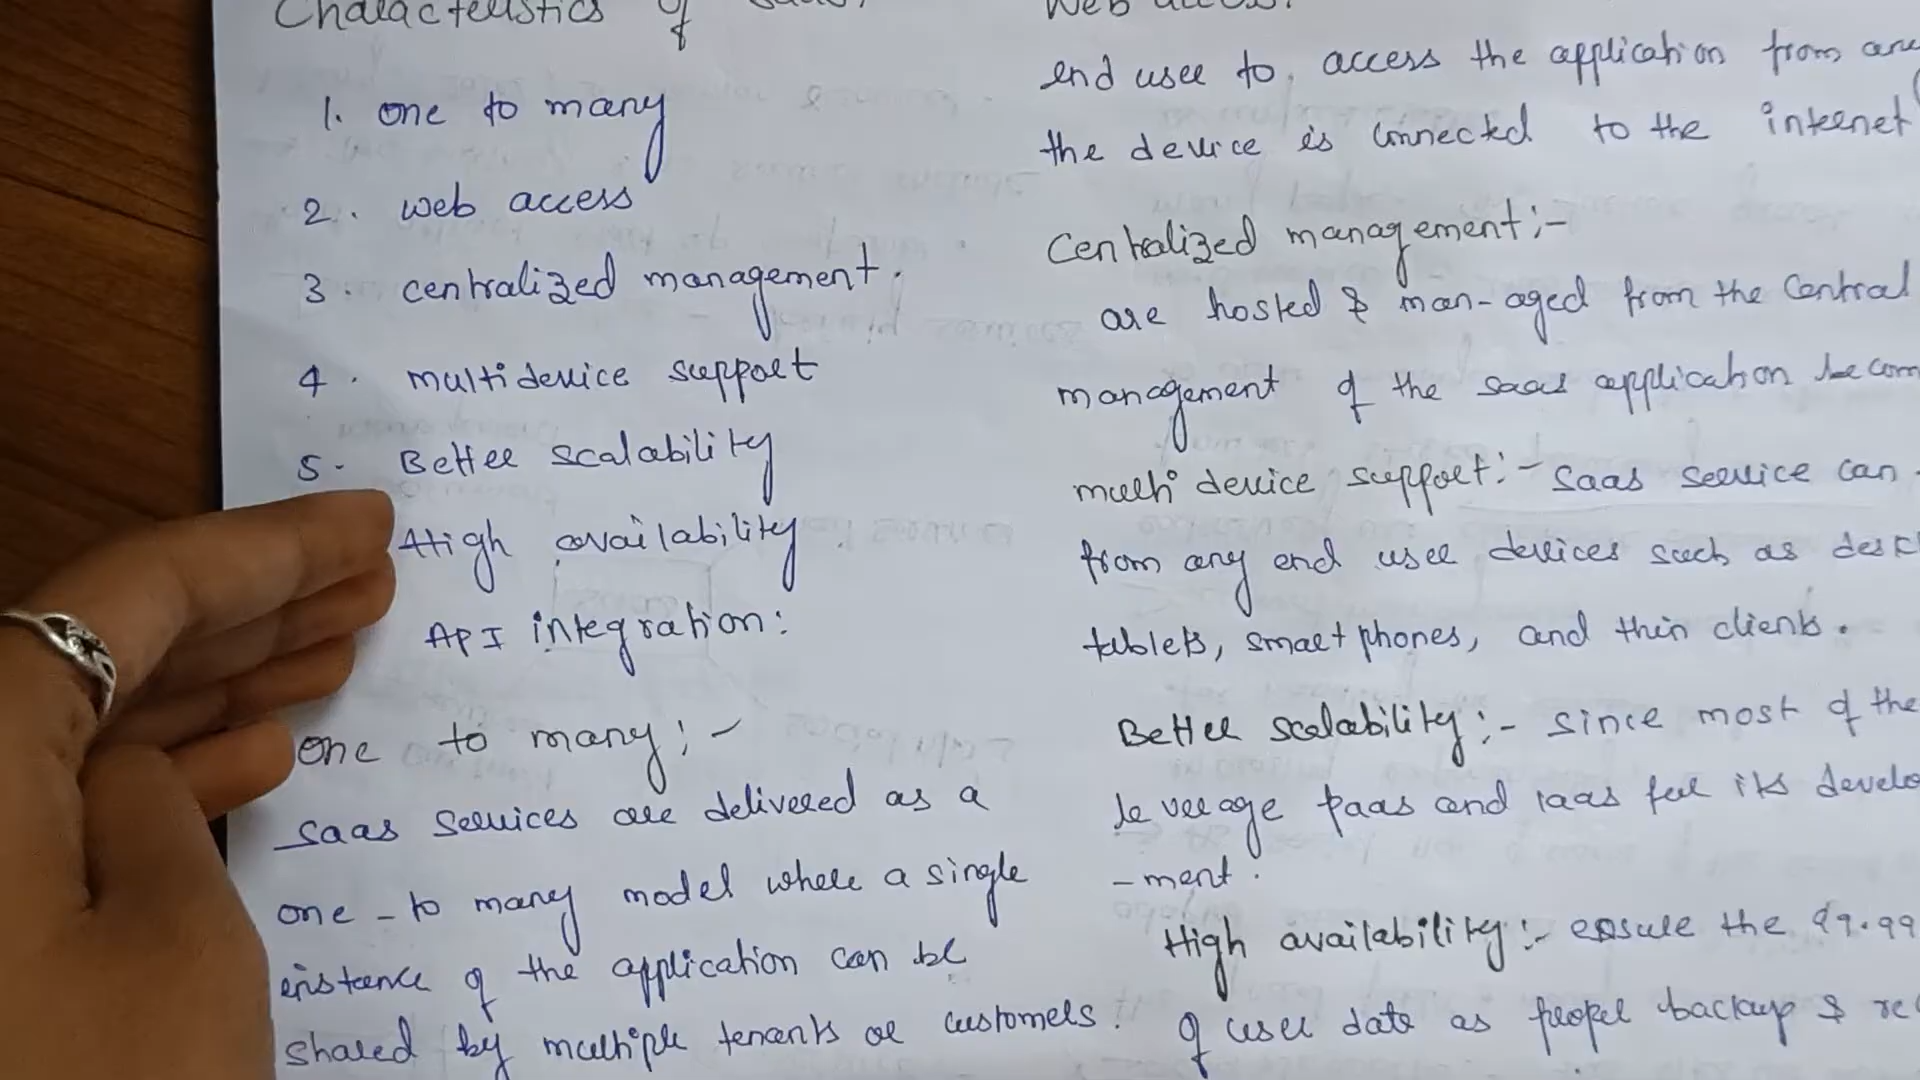 Characteristics of
1. one to many
2. web access
3. centralized management.
4. multidevice support
5. Better scalability
High availability
API integration:
one to many:-
saas services are delivered as a
one-to many model where a single
instance of the application can be
shared by multiple tenants or customers.
web access:
end user to access the application from
the device is connected to the internet
Centralized management:-
are hosted & man-aged from the central
management of the saas application
multi device support:- saas service can
from any end user devices such as
tablets, smart phones, and thin clients.
Better scalability:- since most of the
leverage paas and iaas for its
-ment.
High availability:- ensure the 99.99
of user data as proper backup &